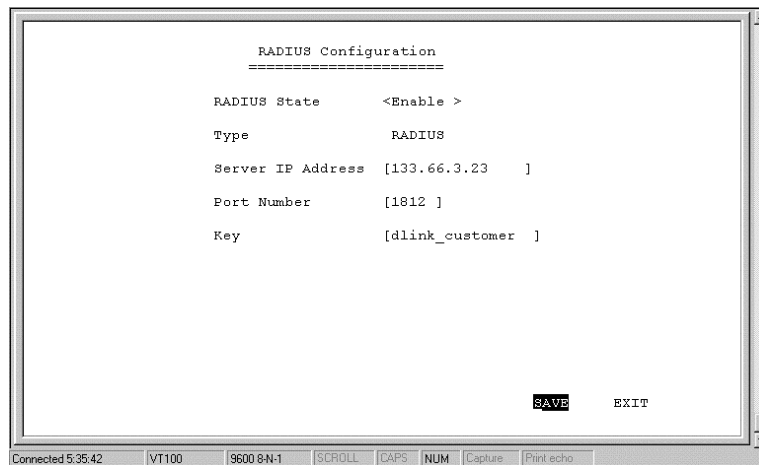 RADIUS Configuration
======================
RADIUS State <Enable >
Type RADIUS
Server IP Address [133.66.3.23 ]
Port Number [1812 ]
Key [dlink_customer ]
SAVE EXIT
Connected 5:35:42 VT100 9600 8-N-1 SCROLL CAPS NUM Capture Print echo